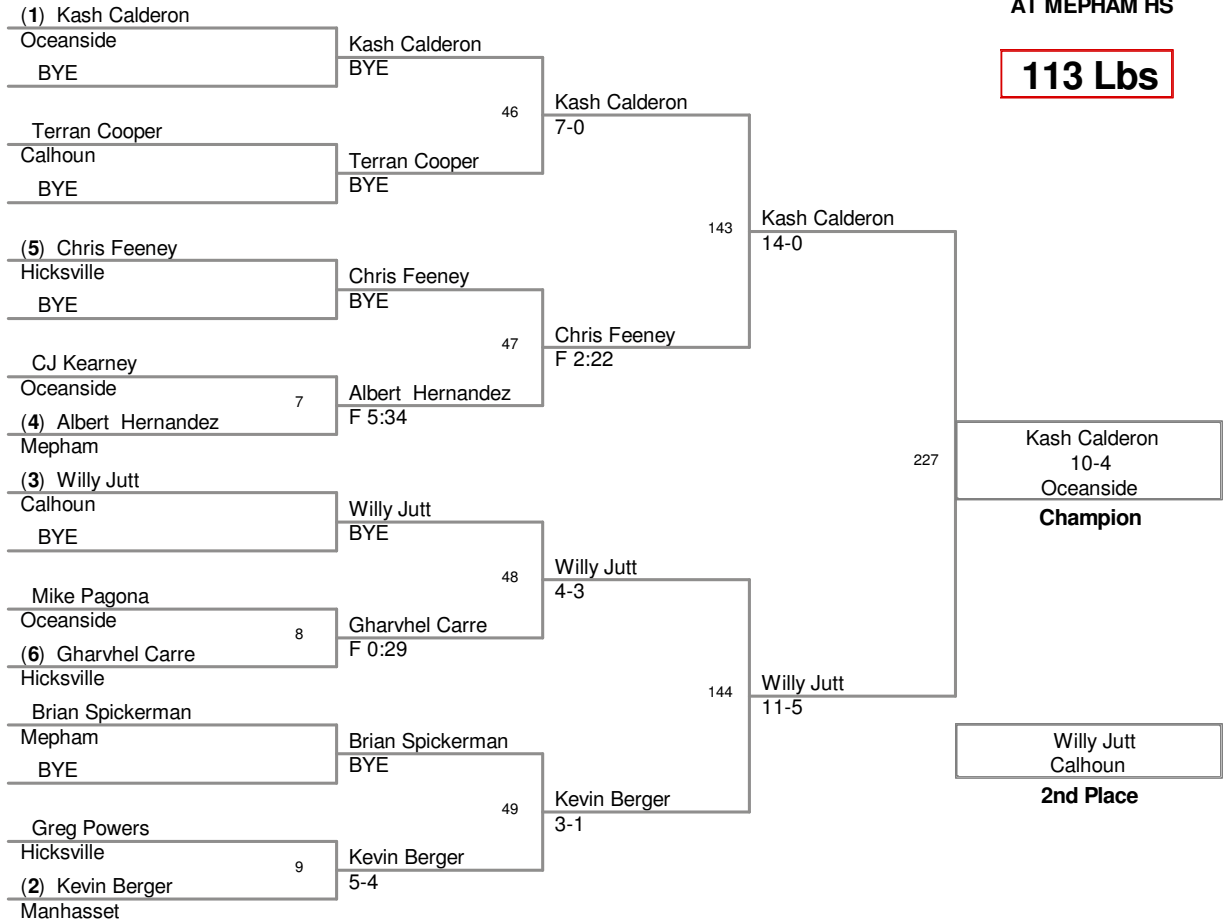 AT MEPHAM HS
113 Lbs
(1) Kash Calderon
Oceanside
BYE
Terran Cooper
Calhoun
BYE
(5) Chris Feeney
Hicksville
BYE
CJ Kearney
Oceanside
7
(4) Albert Hernandez
Mepham
(3) Willy Jutt
Calhoun
BYE
Mike Pagona
Oceanside
8
(6) Gharvhel Carre
Hicksville
Brian Spickerman
Mepham
BYE
Greg Powers
Hicksville
9
(2) Kevin Berger
Manhasset
Kash Calderon
BYE
46
Terran Cooper
BYE
Chris Feeney
BYE
47
Albert Hernandez
F 5:34
Willy Jutt
BYE
48
Gharvhel Carre
F 0:29
Brian Spickerman
BYE
49
Kevin Berger
5-4
Kash Calderon
7-0
143
Chris Feeney
F 2:22
Willy Jutt
4-3
144
Kevin Berger
3-1
Kash Calderon
14-0
227
Willy Jutt
11-5
Kash Calderon
10-4
Oceanside
Champion
Willy Jutt
Calhoun
2nd Place